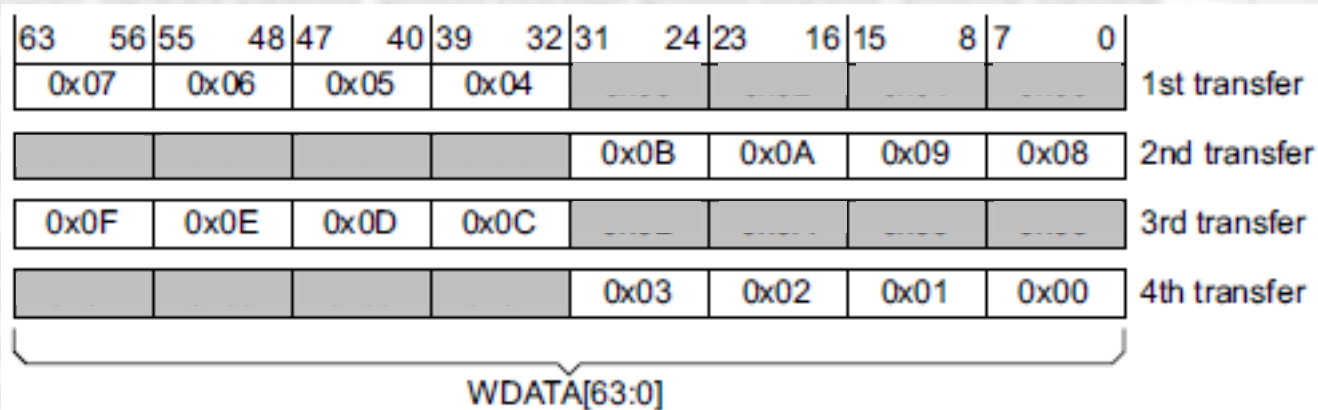 63 56 55 48 47 40 39 32 31 24 23 16 15 8 7 0
0x07 0x06 0x05 0x04 1st transfer
0x0B 0x0A 0x09 0x08 2nd transfer
0x0F 0x0E 0x0D 0x0C 3rd transfer
0x03 0x02 0x01 0x00 4th transfer
WDATA[63:0]